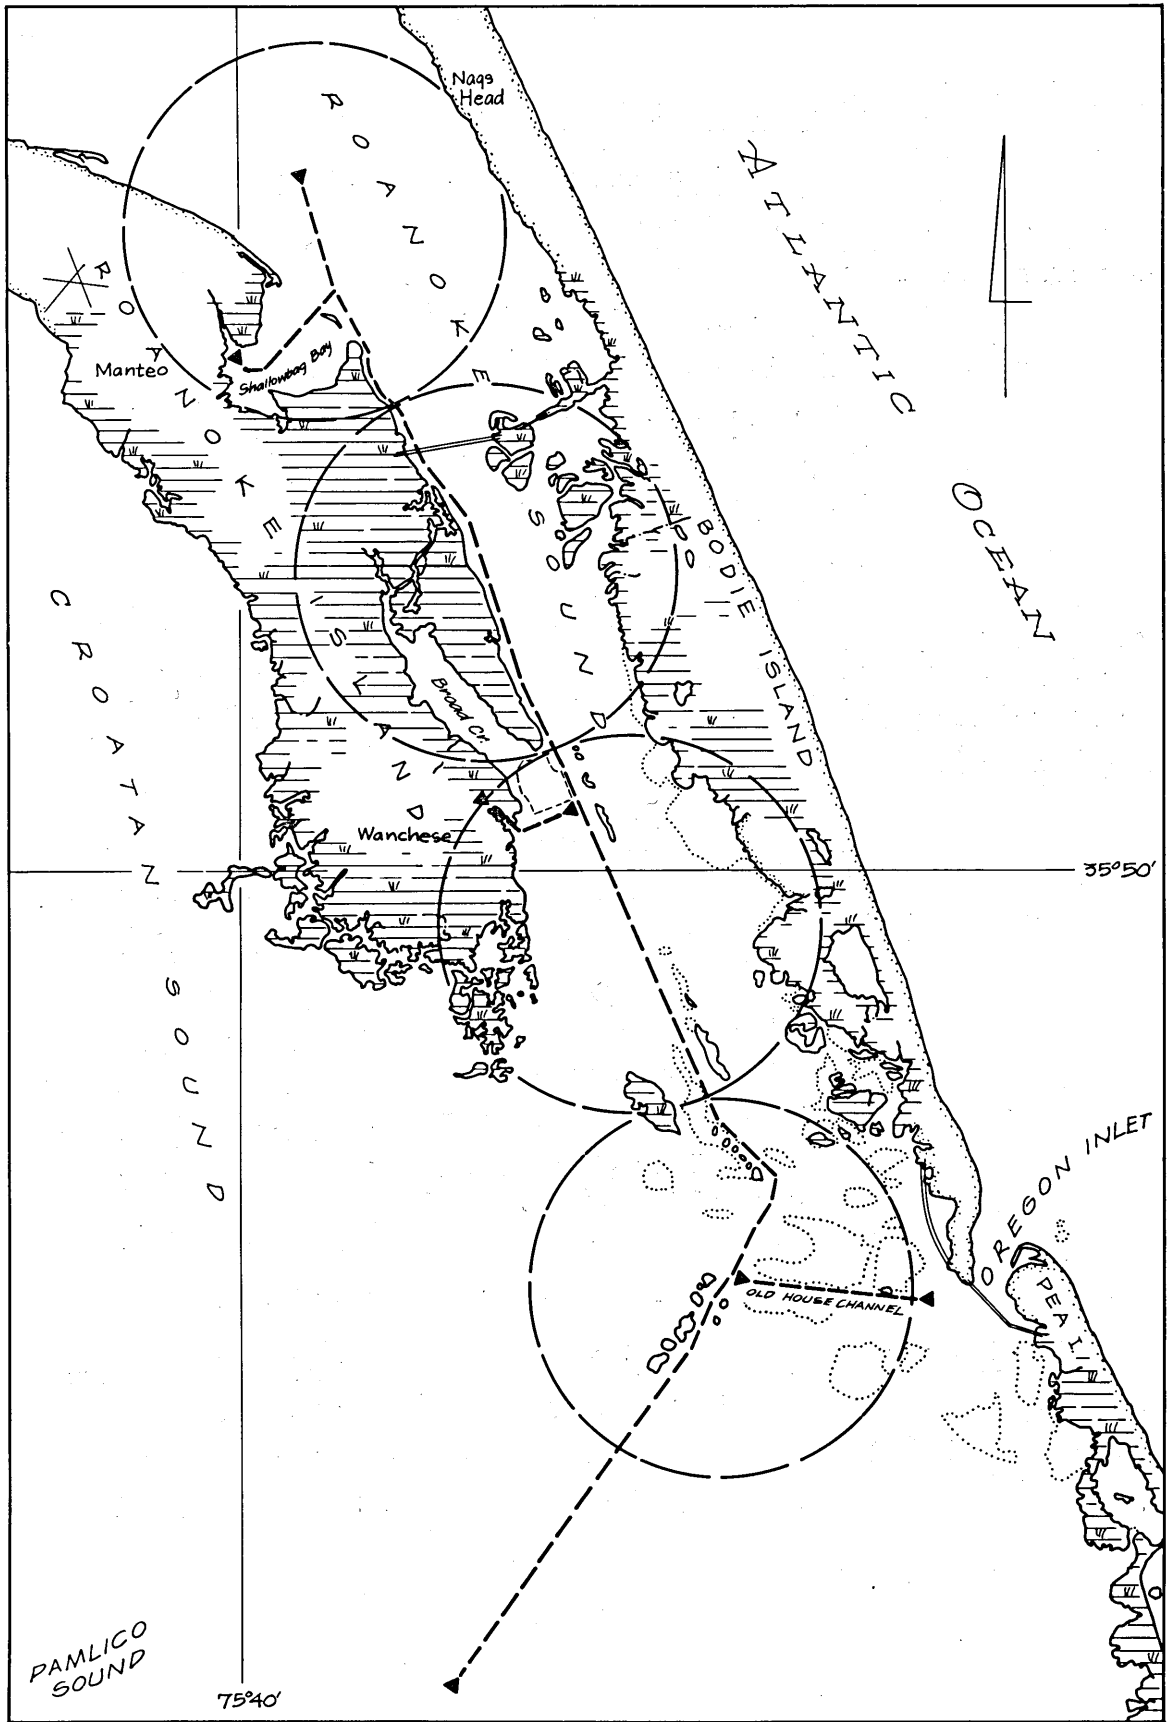 Nags
Head
ROANOKE SOUND
ATLANTIC
OCEAN
ROANOKE ISLAND
Manteo
Shallowbag Bay
BODIE ISLAND
CROATAN SOUND
Broad Cr.
Wanchese
35°50'
OREGON INLET
PEA I.
OLD HOUSE CHANNEL
PAMLICO
SOUND
75°40'